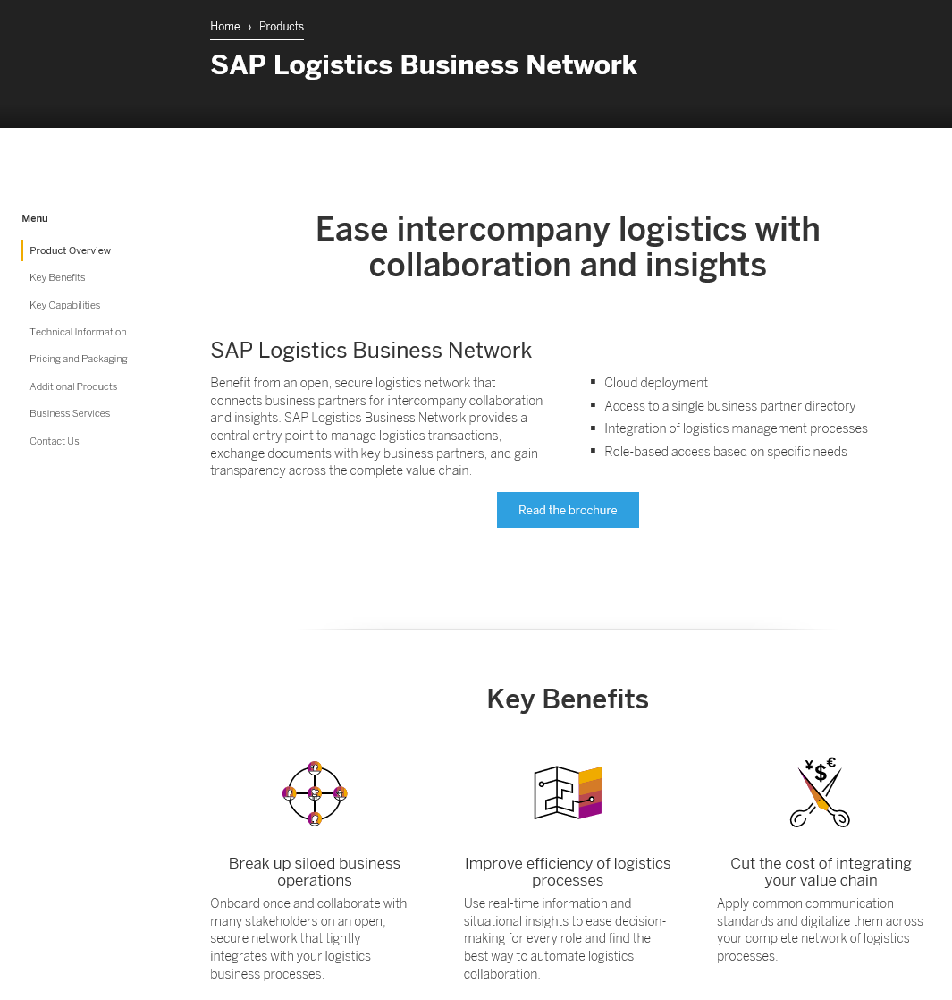 Home › Products
SAP Logistics Business Network
Menu
Product Overview
Key Benefits
Key Capabilities
Technical Information
Pricing and Packaging
Additional Products
Business Services
Contact Us
Ease intercompany logistics with
collaboration and insights
SAP Logistics Business Network
Benefit from an open, secure logistics network that
connects business partners for intercompany collaboration
and insights. SAP Logistics Business Network provides a
central entry point to manage logistics transactions,
exchange documents with key business partners, and gain
transparency across the complete value chain.
▪ Cloud deployment
▪ Access to a single business partner directory
▪ Integration of logistics management processes
▪ Role-based access based on specific needs
Read the brochure
Key Benefits
¥ $ €
Break up siloed business
operations
Onboard once and collaborate with
many stakeholders on an open,
secure network that tightly
integrates with your logistics
business processes.
Improve efficiency of logistics
processes
Use real-time information and
situational insights to ease decision-
making for every role and find the
best way to automate logistics
collaboration.
Cut the cost of integrating
your value chain
Apply common communication
standards and digitalize them across
your complete network of logistics
processes.